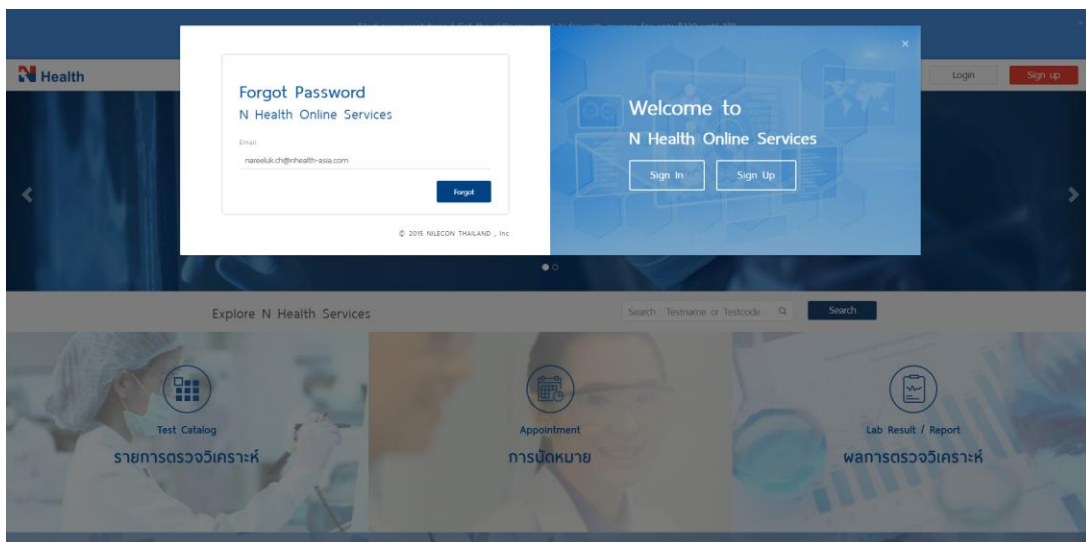 N Health
Login
Sign up
×
Forgot Password
N Health Online Services
Email
nareeluk.ch@nhealth-asia.com
Forgot
© 2015 NILECON THAILAND , Inc
Welcome to
N Health Online Services
Sign In
Sign Up
Explore N Health Services
Search Testname or Testcode
Search
Test Catalog
รายการตรวจวิเคราะห์
Appointment
การนัดหมาย
Lab Result / Report
ผลการตรวจวิเคราะห์